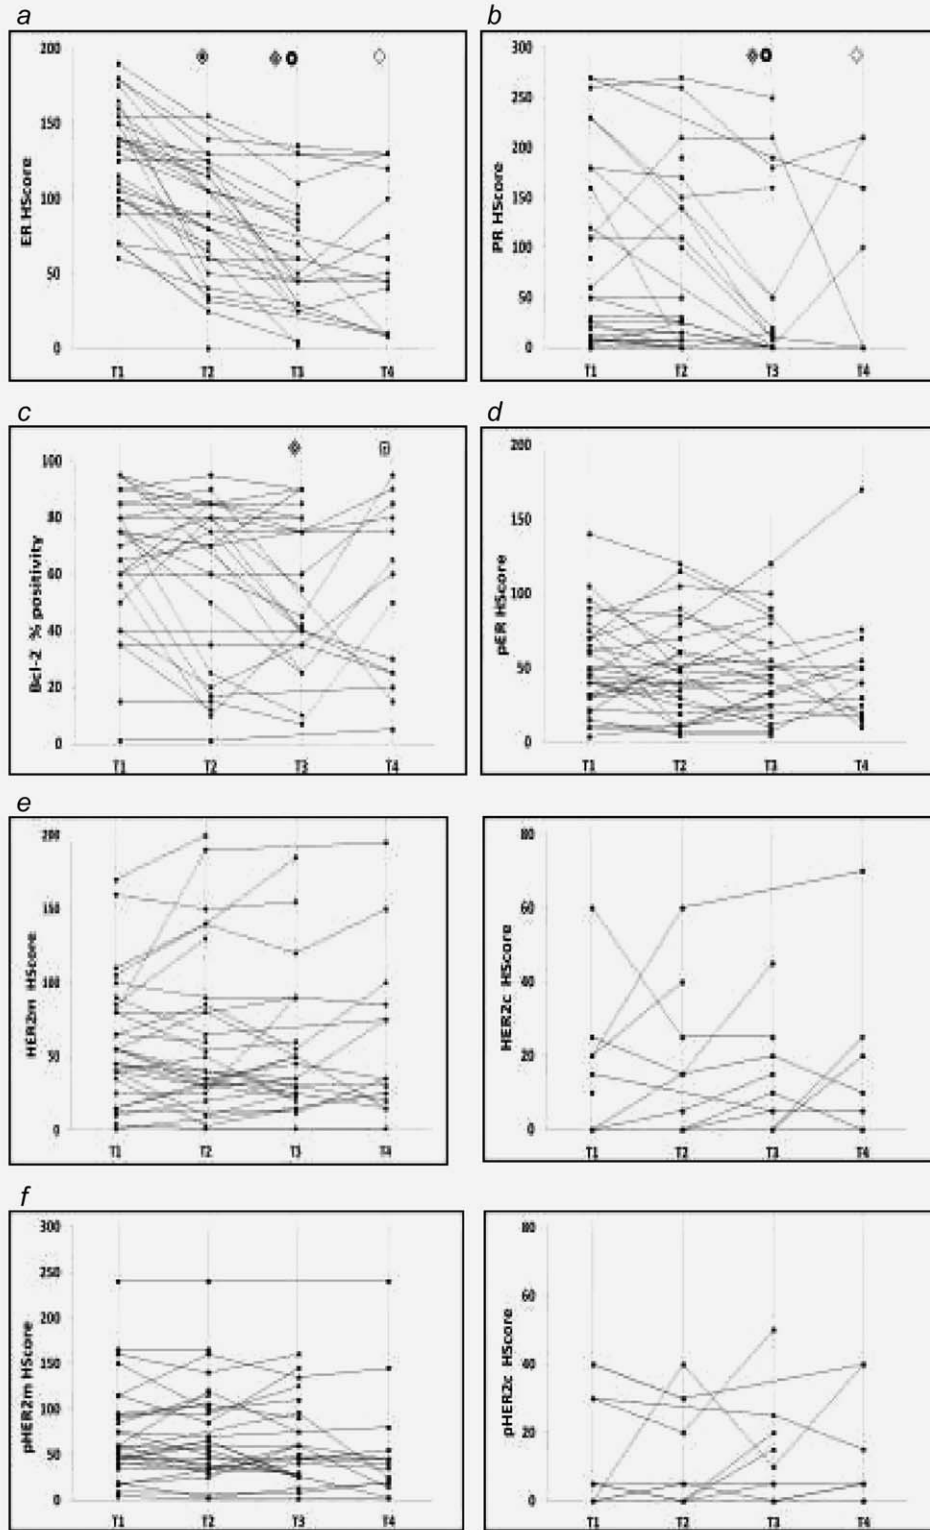 a
b
200
150
100
50
0
ER HScore
T1 T2 T3 T4
300
250
200
150
100
50
0
PR HScore
T1 T2 T3 T4
c
d
100
80
60
40
20
0
Bcl-2 % positivity
T1 T2 T3 T4
200
150
100
50
0
pER HScore
T1 T2 T3 T4
e
200
150
100
50
0
HER2m HScore
T1 T2 T3 T4
80
60
40
20
0
HER2c HScore
T1 T2 T3 T4
f
300
250
200
150
100
50
0
pHER2m HScore
T1 T2 T3 T4
80
60
40
20
0
pHER2c HScore
T1 T2 T3 T4